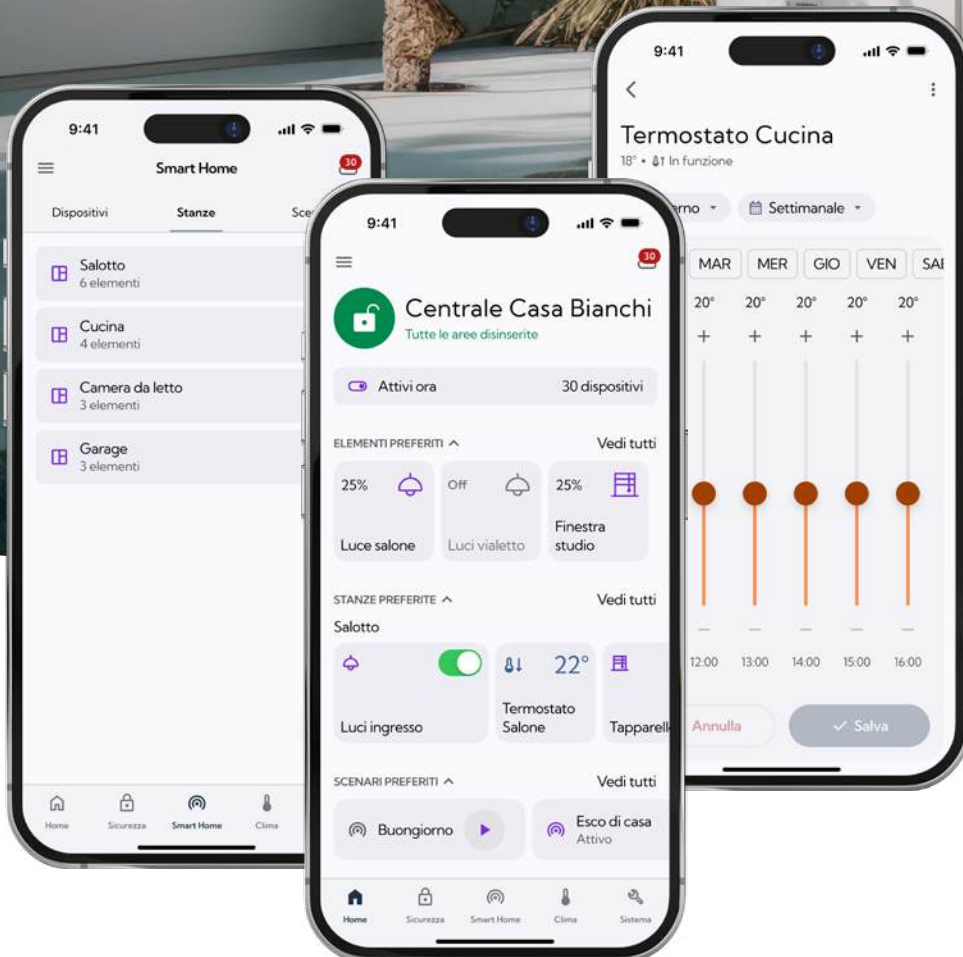 9:41
Smart Home
30
Dispositivi
Stanze
Salotto
6 elementi
Cucina
4 elementi
Camera da letto
3 elementi
Garage
3 elementi
Home
Sicurezza
Smart Home
Clima
9:41
30
Centrale Casa Bianchi
Tutte le aree disinserite
Attivi ora
30 dispositivi
ELEMENTI PREFERITI
Vedi tutti
25%
Luce salone
Off
Luci vialetto
25%
Finestra
studio
STANZE PREFERITE
Vedi tutti
Salotto
Luci ingresso
22°
Termostato
Salone
SCENARI PREFERITI
Vedi tutti
Buongiorno
Esco di casa
Attivo
Home
Sicurezza
Smart Home
Clima
Sistema
9:41
Termostato Cucina
18° • In funzione
Settimanale
MAR MER GIO VEN
20° 20° 20° 20° 20°
+ + + + +
— — — — —
12:00 13:00 14:00 15:00 16:00
Annulla
Salva